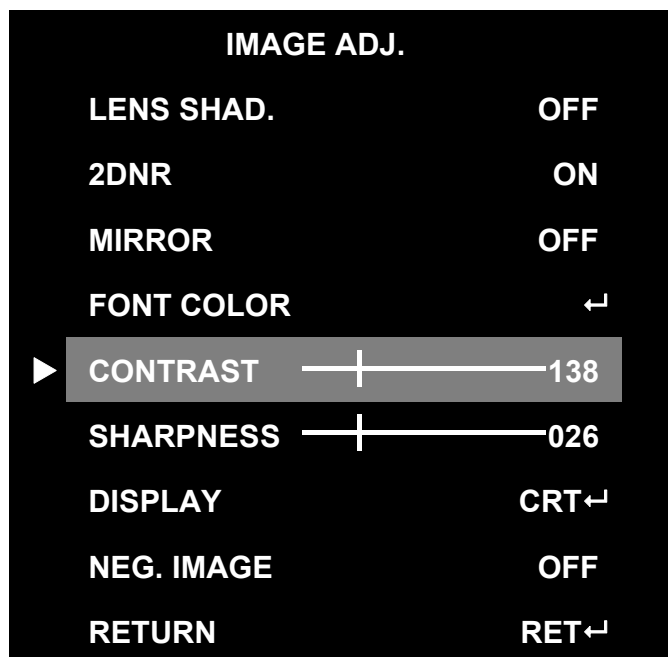 IMAGE ADJ.
LENS SHAD. OFF
2DNR ON
MIRROR OFF
FONT COLOR ↵
CONTRAST 138
SHARPNESS 026
DISPLAY CRT↵
NEG. IMAGE OFF
RETURN RET↵